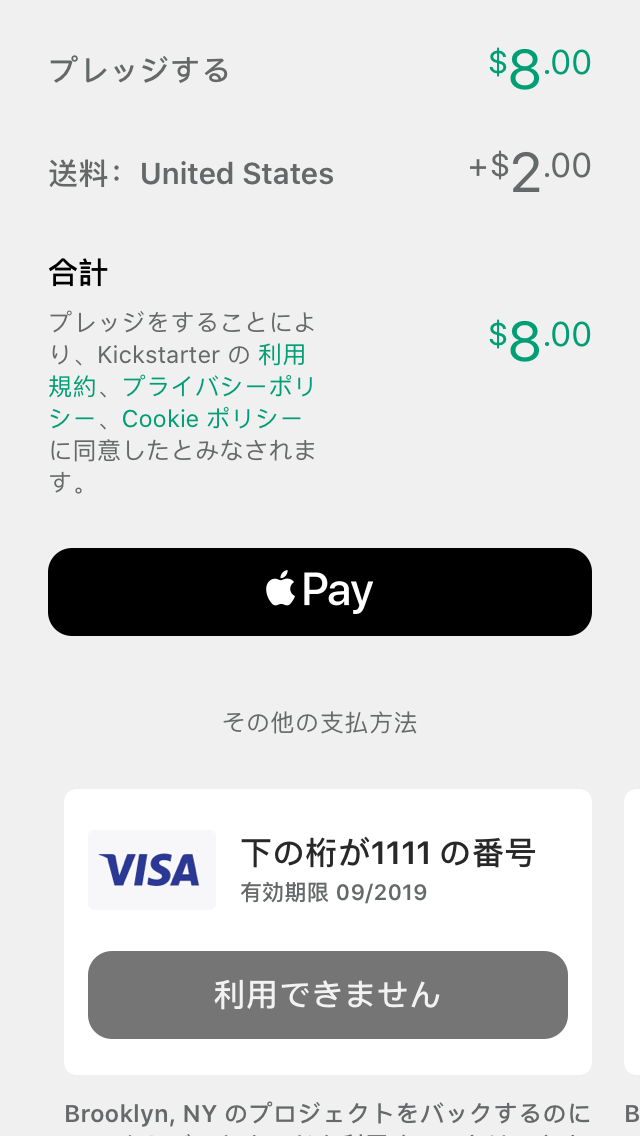 プレッジする $8.00
送料： United States +$2.00
合計
プレッジをすることによ
り、Kickstarter の 利用
規約、プライバシーポリ
シー、Cookie ポリシー
に同意したとみなされま
す。
$8.00
Pay
その他の支払方法
VISA
下の桁が1111 の番号
有効期限 09/2019
利用できません
Brooklyn, NY のプロジェクトをバックするのに
B